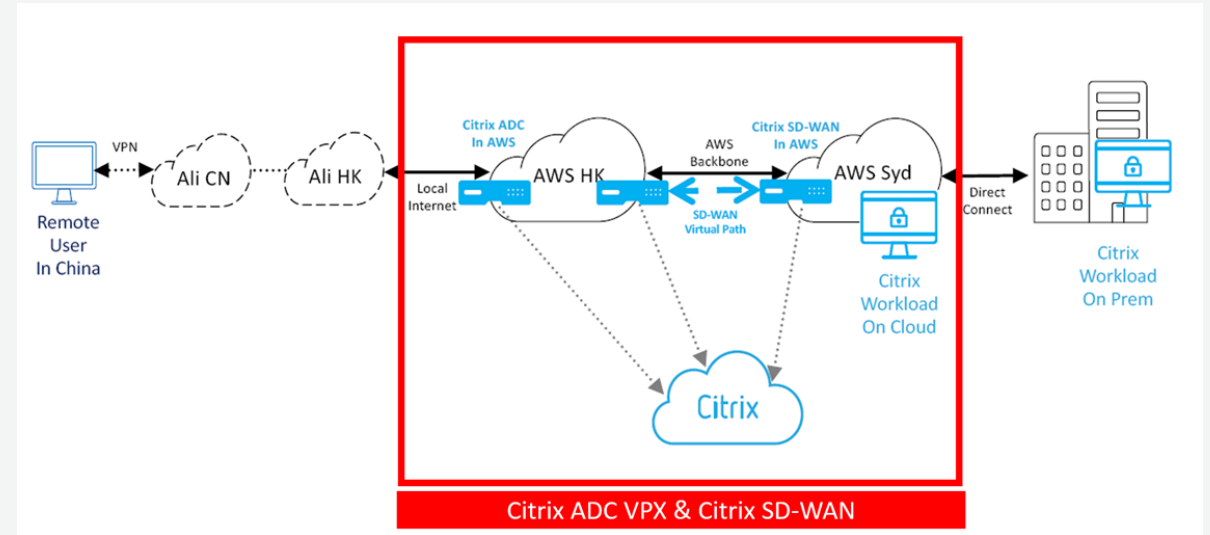 VPN
Ali CN
Ali HK
Remote
User
In China
Local
Internet
Citrix ADC
In AWS
AWS HK
AWS
Backbone
SD-WAN
Virtual Path
Citrix SD-WAN
In AWS
AWS Syd
Citrix
Workload
On Cloud
Direct
Connect
Citrix
Workload
On Prem
Citrix
Citrix ADC VPX & Citrix SD-WAN